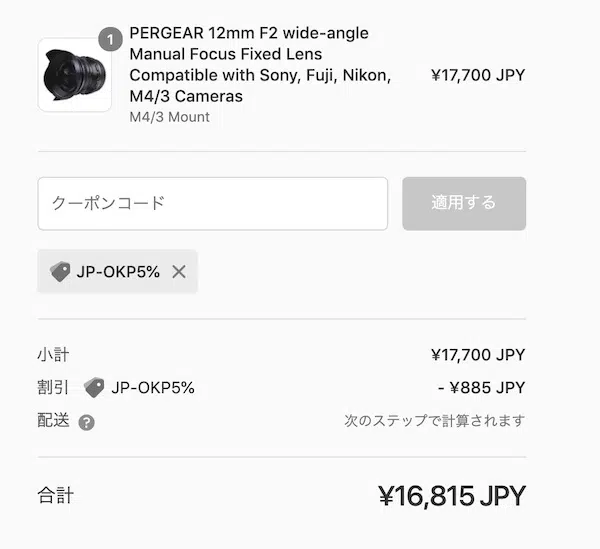 1
PERGEAR 12mm F2 wide-angle
Manual Focus Fixed Lens
Compatible with Sony, Fuji, Nikon,
M4/3 Cameras
M4/3 Mount
¥17,700 JPY
クーポンコード
適用する
JP-OKP5%
小計 ¥17,700 JPY
割引 JP-OKP5% - ¥885 JPY
配送 ? 次のステップで計算されます
合計 ¥16,815 JPY